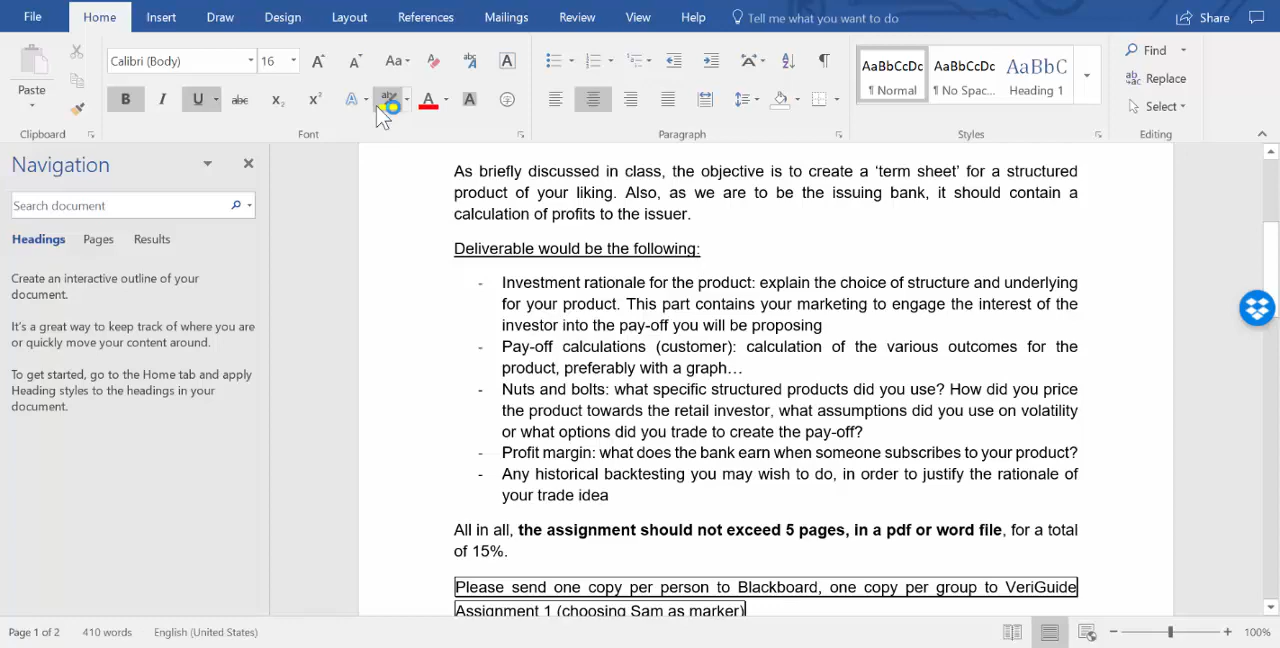 File Home Insert Draw Design Layout References Mailings Review View Help Tell me what you want to do Share
Calibri (Body) 16 Aa Find
Paste Replace
B I U abc X₂ X² A A A Select
AaBbCcDc AaBbCcDc AaBbC
¶ Normal ¶ No Spac... Heading 1
Clipboard Font Paragraph Styles Editing
Navigation
Search document
Headings Pages Results
Create an interactive outline of your
document.
It's a great way to keep track of where you are
or quickly move your content around.
To get started, go to the Home tab and apply
Heading styles to the headings in your
document.
As briefly discussed in class, the objective is to create a ‘term sheet’ for a structured
product of your liking. Also, as we are to be the issuing bank, it should contain a
calculation of profits to the issuer.
Deliverable would be the following:
- Investment rationale for the product: explain the choice of structure and underlying
for your product. This part contains your marketing to engage the interest of the
investor into the pay-off you will be proposing
- Pay-off calculations (customer): calculation of the various outcomes for the
product, preferably with a graph…
- Nuts and bolts: what specific structured products did you use? How did you price
the product towards the retail investor, what assumptions did you use on volatility
or what options did you trade to create the pay-off?
- Profit margin: what does the bank earn when someone subscribes to your product?
- Any historical backtesting you may wish to do, in order to justify the rationale of
your trade idea
All in all, the assignment should not exceed 5 pages, in a pdf or word file, for a total
of 15%.
Please send one copy per person to Blackboard, one copy per group to VeriGuide
Assignment 1 (choosing Sam as marker)
Page 1 of 2 410 words English (United States) 100%